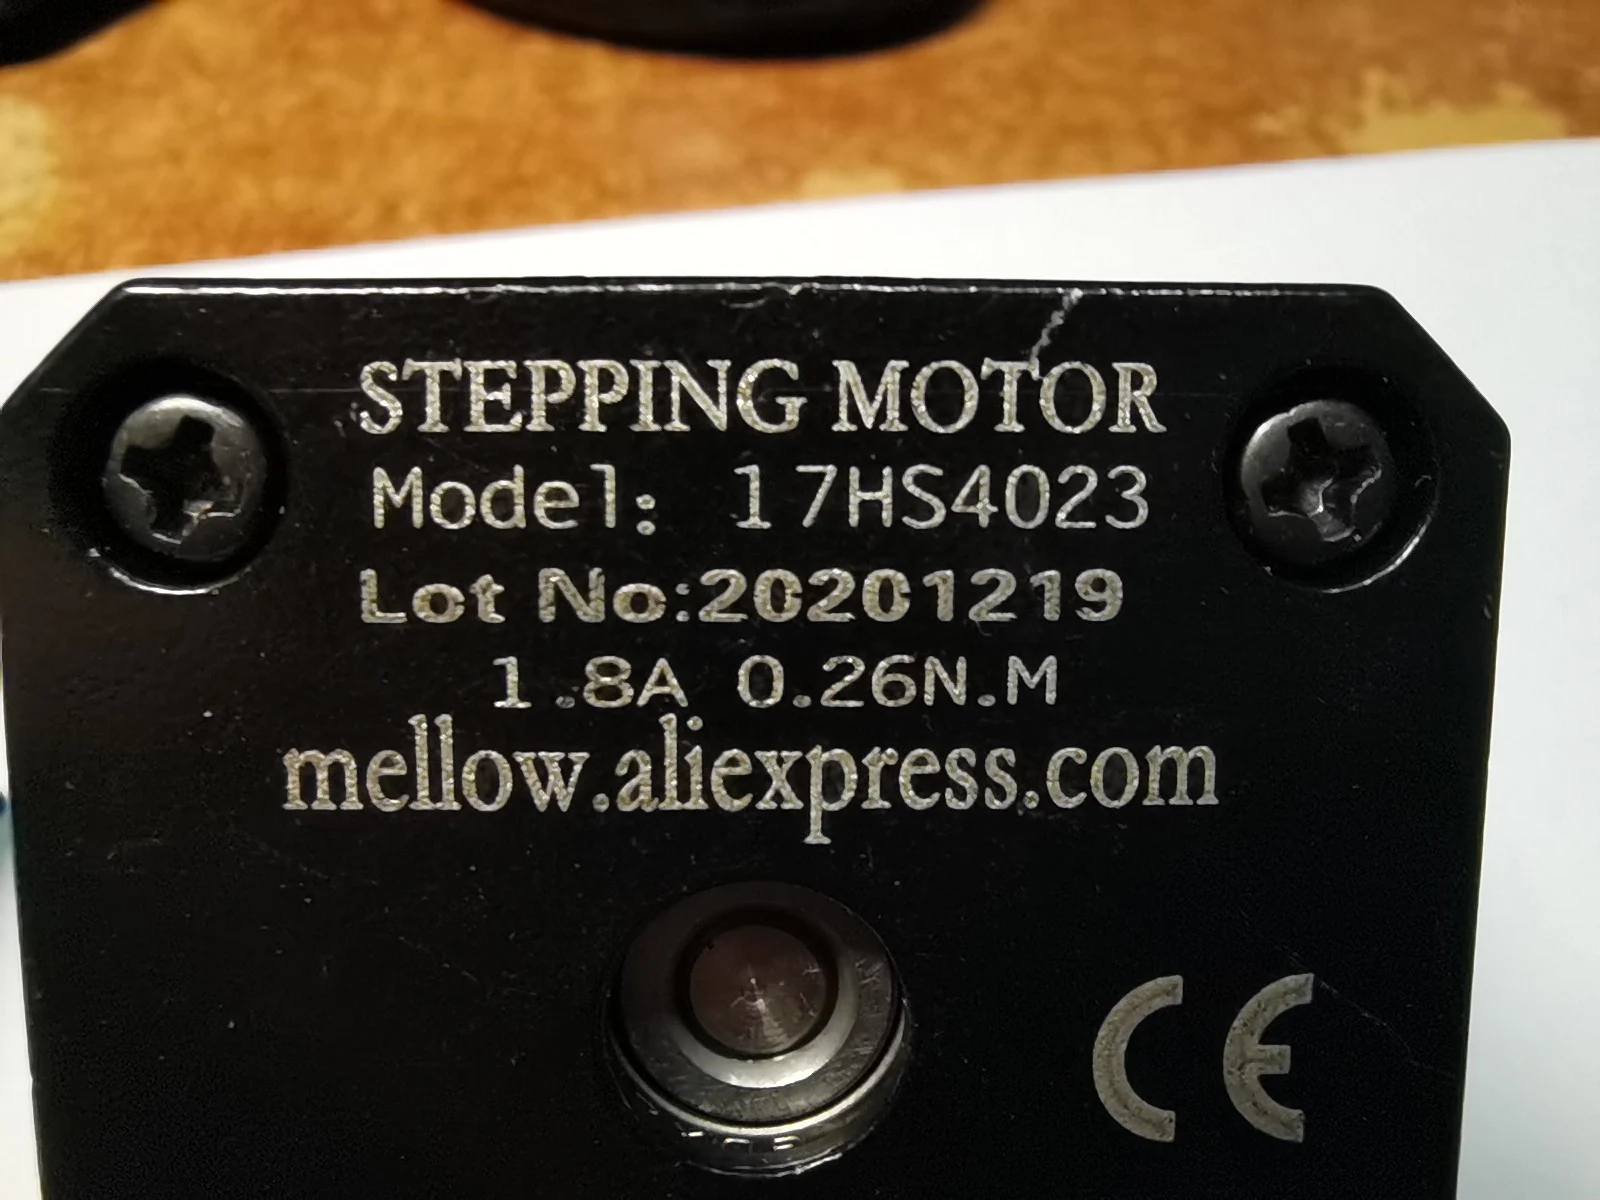 STEPPING MOTOR
Model: 17HS4023
Lot No:20201219
1.8A 0.26N.M
mellow.aliexpress.com
CE